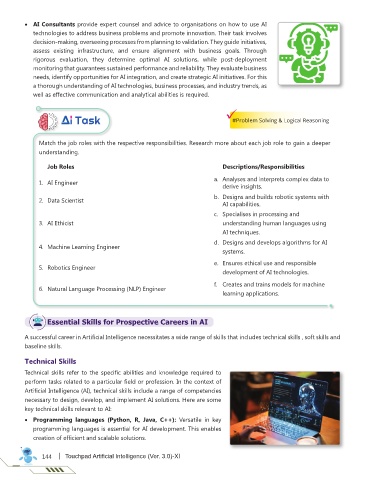 • AI Consultants provide expert counsel and advice to organisations on how to use AI
technologies to address business problems and promote innovation. Their task involves
decision-making, overseeing processes from planning to validation. They guide initiatives,
assess existing infrastructure, and ensure alignment with business goals. Through
rigorous evaluation, they determine optimal AI solutions, while post-deployment
monitoring that guarantees sustained performance and reliability. They evaluate business
needs, identify opportunities for AI integration, and create strategic AI initiatives. For this
a thorough understanding of AI technologies, business processes, and industry trends, as
well as effective communication and analytical abilities is required.
Ai Task
#Problem Solving & Logical Reasoning
Match the job roles with the respective responsibilities. Research more about each job role to gain a deeper
understanding.
Job Roles Descriptions/Responsibilities
1. AI Engineer
a. Analyses and interprets complex data to
derive insights.
2. Data Scientist
b. Designs and builds robotic systems with
AI capabilities.
3. AI Ethicist
c. Specialises in processing and
understanding human languages using
AI techniques.
4. Machine Learning Engineer
d. Designs and develops algorithms for AI
systems.
5. Robotics Engineer
e. Ensures ethical use and responsible
development of AI technologies.
6. Natural Language Processing (NLP) Engineer
f. Creates and trains models for machine
learning applications.
Essential Skills for Prospective Careers in AI
A successful career in Artificial Intelligence necessitates a wide range of skills that includes technical skills , soft skills and
baseline skills.
Technical Skills
Technical skills refer to the specific abilities and knowledge required to
perform tasks related to a particular field or profession. In the context of
Artificial Intelligence (AI), technical skills include a range of competencies
necessary to design, develop, and implement AI solutions. Here are some
key technical skills relevant to AI:
• Programming languages (Python, R, Java, C++): Versatile in key
programming languages is essential for AI development. This enables
creation of efficient and scalable solutions.
144 | Touchpad Artificial Intelligence (Ver. 3.0)-XI